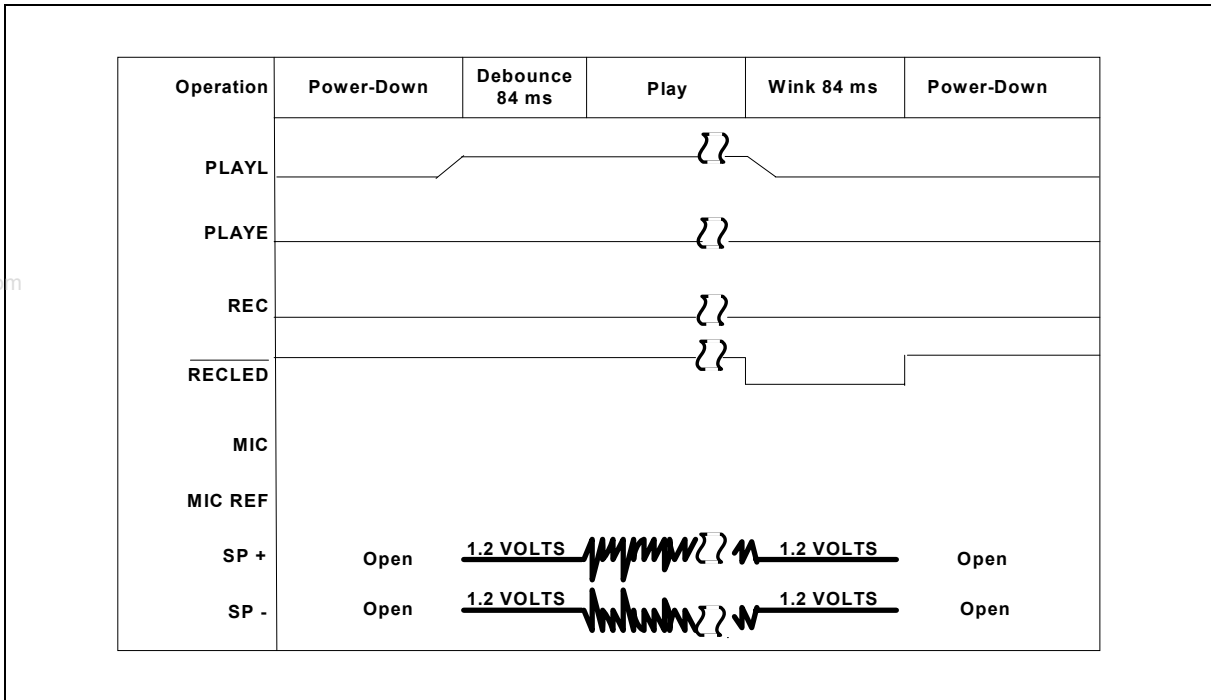 Operation Power-Down Debounce 84 ms Play Wink 84 ms Power-Down
PLAYL
PLAYE
om
REC
RECLED
MIC
MIC REF
SP + Open 1.2 VOLTS 1.2 VOLTS Open
SP - Open 1.2 VOLTS 1.2 VOLTS Open